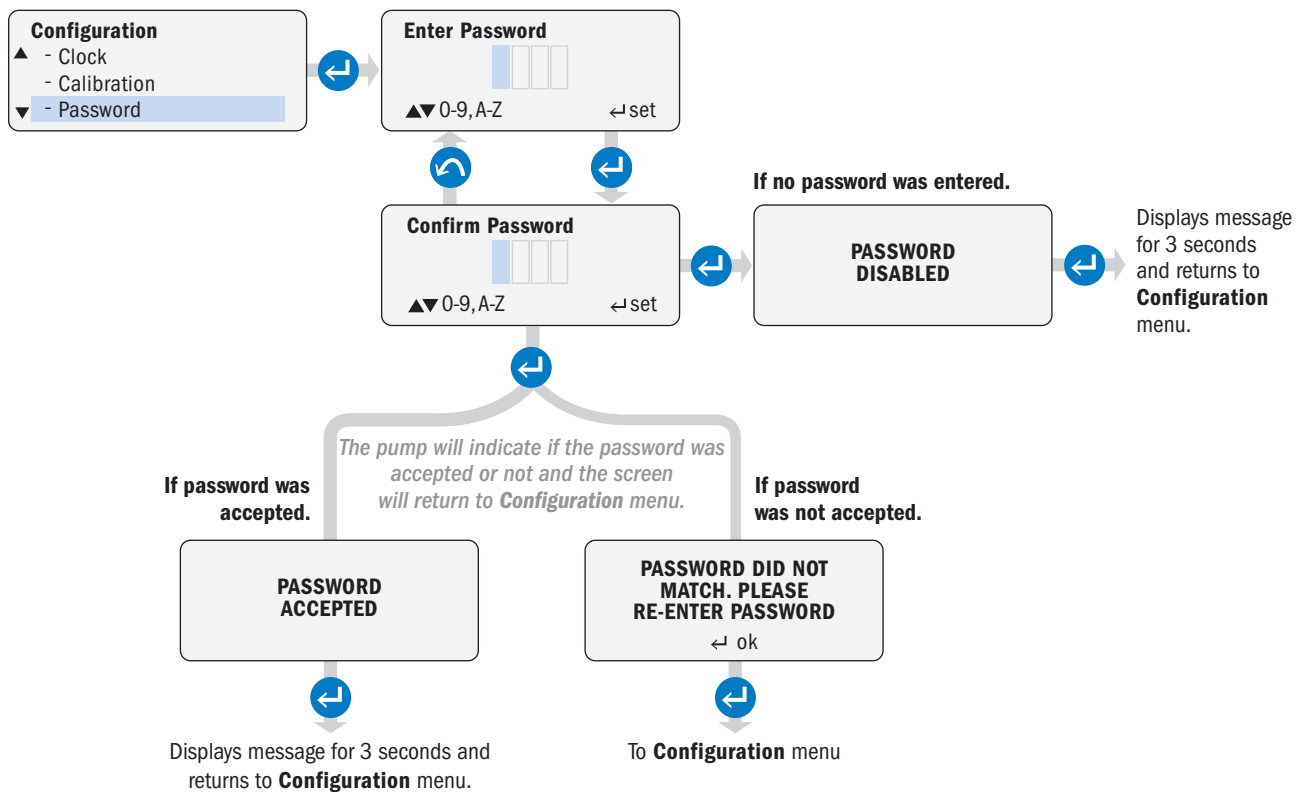 Configuration
- Clock
- Calibration
- Password
Enter Password
▲▼ 0-9, A-Z ↵ set
Confirm Password
▲▼ 0-9, A-Z ↵ set
If no password was entered.
PASSWORD
DISABLED
Displays message
for 3 seconds
and returns to
Configuration
menu.
The pump will indicate if the password was
accepted or not and the screen
will return to Configuration menu.
If password was
accepted.
PASSWORD
ACCEPTED
Displays message for 3 seconds and
returns to Configuration menu.
If password
was not accepted.
PASSWORD DID NOT
MATCH. PLEASE
RE-ENTER PASSWORD
↵ ok
To Configuration menu